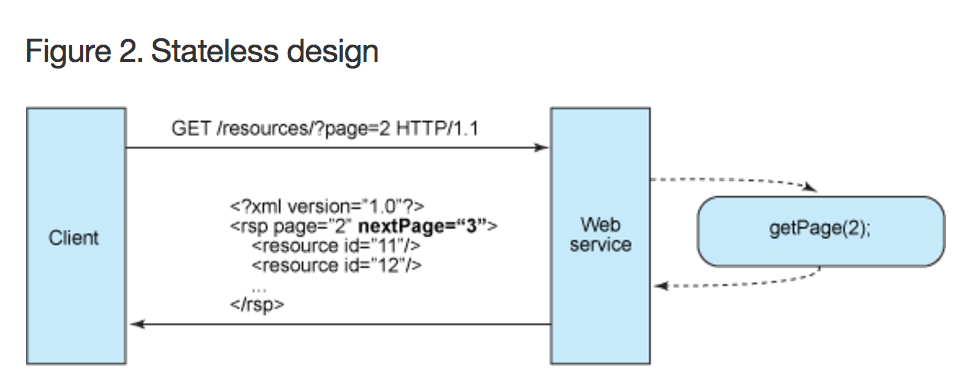 Figure 2. Stateless design
GET /resources/?page=2 HTTP/1.1
<?xml version="1.0"?>
<rsp page="2" nextPage=“3”>
<resource id="11"/>
<resource id="12"/>
...
</rsp>
Client
Web
service
getPage(2);